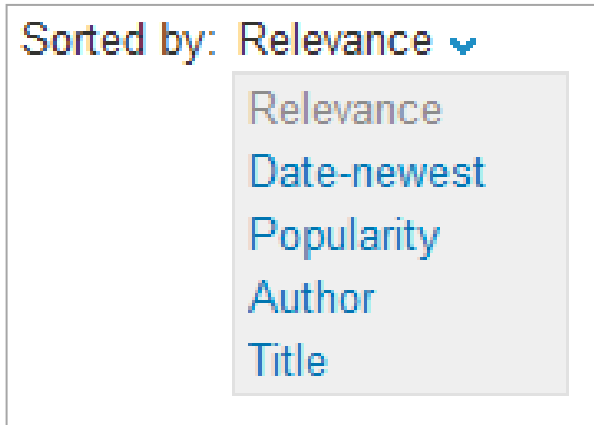 Sorted by: Relevance
Relevance
Date-newest
Popularity
Author
Title